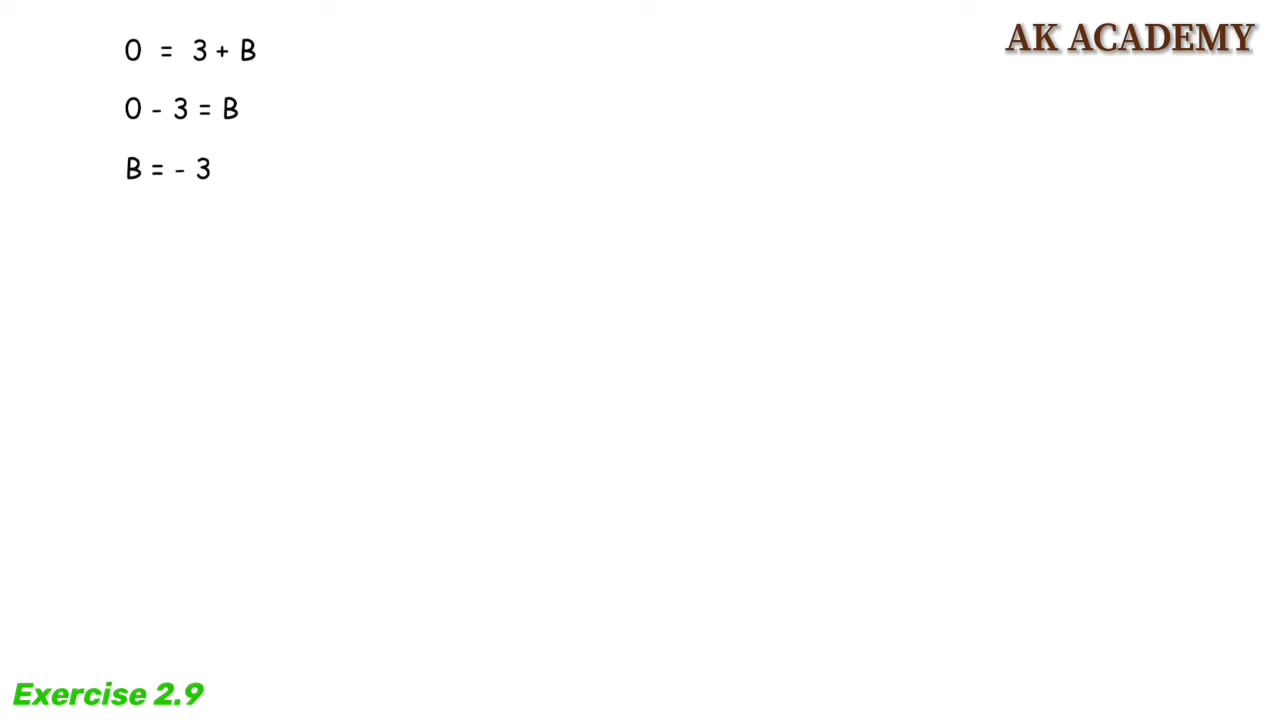 AK ACADEMY
0 = 3 + B
0 - 3 = B
B = - 3
Exercise 2.9